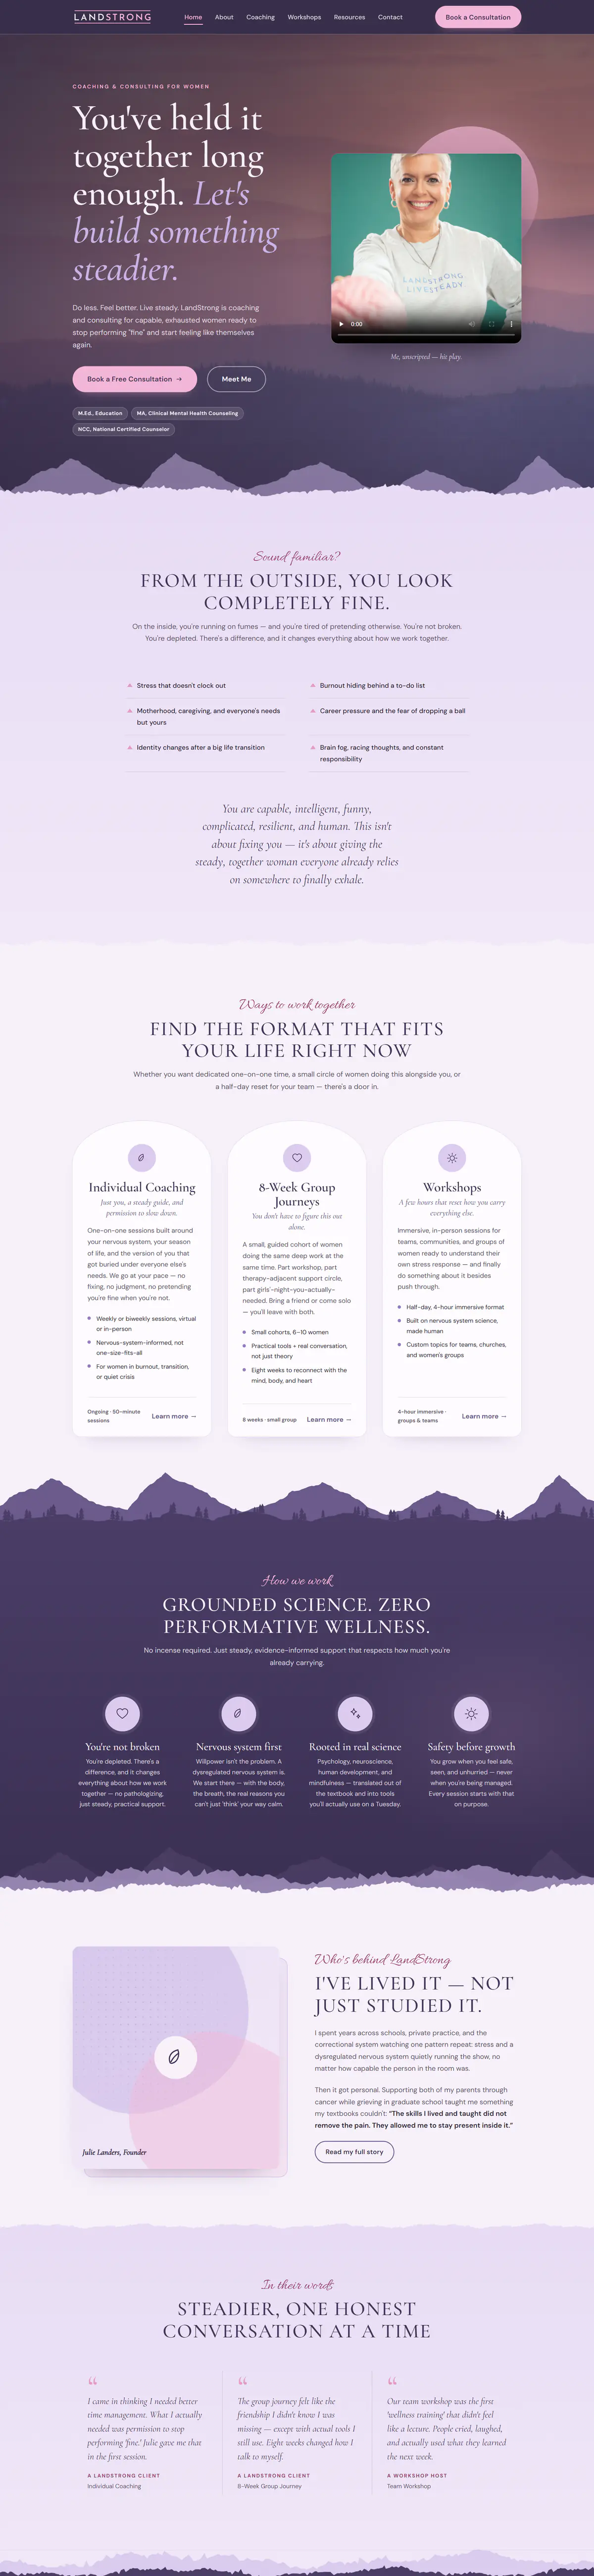 LANDSTRONG
Home About Coaching Workshops Resources Contact
Book a Consultation
COACHING & CONSULTING FOR WOMEN
You've held it
together long
enough. Let's
build something
steadier.
Do less. Feel better. Live steady. LandStrong is coaching
and consulting for capable, exhausted women ready to
stop performing "fine" and start feeling like themselves
again.
Book a Free Consultation →
Meet Me
M.Ed., Education
MA, Clinical Mental Health Counseling
NCC, National Certified Counselor
LANDSTRONG
LIVESTEADY
0:00
Me, unscripted — hit play.
Sound familiar?
FROM THE OUTSIDE, YOU LOOK
COMPLETELY FINE.
On the inside, you're running on fumes — and you're tired of pretending otherwise. You're not broken.
You're depleted. There's a difference, and it changes everything about how we work together.
Stress that doesn't clock out
Burnout hiding behind a to-do list
Motherhood, caregiving, and everyone's needs
but yours
Career pressure and the fear of dropping a ball
Identity changes after a big life transition
Brain fog, racing thoughts, and constant
responsibility
You are capable, intelligent, funny,
complicated, resilient, and human. This isn't
about fixing you — it's about giving the
steady, together woman everyone already relies
on somewhere to finally exhale.
Ways to work together
FIND THE FORMAT THAT FITS
YOUR LIFE RIGHT NOW
Whether you want dedicated one-on-one time, a small circle of women doing this alongside you, or
a half-day reset for your team — there's a door in.
Individual Coaching
Just you, a steady guide, and
permission to slow down.
One-on-one sessions built around
your nervous system, your season
of life, and the version of you that
got buried under everyone else's
needs. We go at your pace — no
fixing, no judgment, no pretending
you're fine when you're not.
Weekly or biweekly sessions, virtual
or in-person
Nervous-system-informed, not
one-size-fits-all
For women in burnout, transition,
or quiet crisis
Ongoing · 50-minute
sessions
Learn more →
8-Week Group
Journeys
You don't have to figure this out
alone.
A small, guided cohort of women
doing the same deep work at the
same time. Part workshop, part
therapy-adjacent support circle,
part girls'-night-you-actually-
needed. Bring a friend or come solo
— you'll leave with both.
Small cohorts, 6–10 women
Practical tools + real conversation,
not just theory
Eight weeks to reconnect with the
mind, body, and heart
8 weeks · small group
Learn more →
Workshops
A few hours that reset how you carry
everything else.
Immersive, in-person sessions for
teams, communities, and groups of
women ready to understand their
own stress response — and finally
do something about it besides
push through.
Half-day, 4-hour immersive format
Built on nervous system science,
made human
Custom topics for teams, churches,
and women's groups
4-hour immersive ·
groups & teams
Learn more →
How we work
GROUNDED SCIENCE. ZERO
PERFORMATIVE WELLNESS.
No incense required. Just steady, evidence-informed support that respects how much you're
already carrying.
You're not broken
You're depleted. There's a
difference, and it changes
everything about how we work
together — no pathologizing,
just steady, practical support.
Nervous system first
Willpower isn't the problem. A
dysregulated nervous system is.
We start there — with the body,
the breath, the real reasons you
can't just 'think' your way calm.
Rooted in real science
Psychology, neuroscience,
human development, and
mindfulness — translated out of
the textbook and into tools
you'll actually use on a Tuesday.
Safety before growth
You grow when you feel safe,
seen, and unhurried — never
when you're being managed.
Every session starts with that
on purpose.
Julie Landers, Founder
Who's behind LandStrong
I'VE LIVED IT — NOT
JUST STUDIED IT.
I spent years across schools, private practice, and the
correctional system watching one pattern repeat: stress and a
dysregulated nervous system quietly running the show, no
matter how capable the person in the room was.
Then it got personal. Supporting both of my parents through
cancer while grieving in graduate school taught me something
my textbooks couldn't: "The skills I lived and taught did not
remove the pain. They allowed me to stay present inside it."
Read my full story
In their words
STEADIER, ONE HONEST
CONVERSATION AT A TIME
“
I came in thinking I needed better
time management. What I actually
needed was permission to stop
performing 'fine.' Julie gave me that
in the first session.
A LANDSTRONG CLIENT
Individual Coaching
“
The group journey felt like the
friendship I didn't know I was
missing — except with actual tools I
still use. Eight weeks changed how I
talk to myself.
A LANDSTRONG CLIENT
8-Week Group Journey
“
Our team workshop was the first
'wellness training' that didn't feel
like a lecture. People cried, laughed,
and actually used what they learned
the next week.
A WORKSHOP HOST
Team Workshop